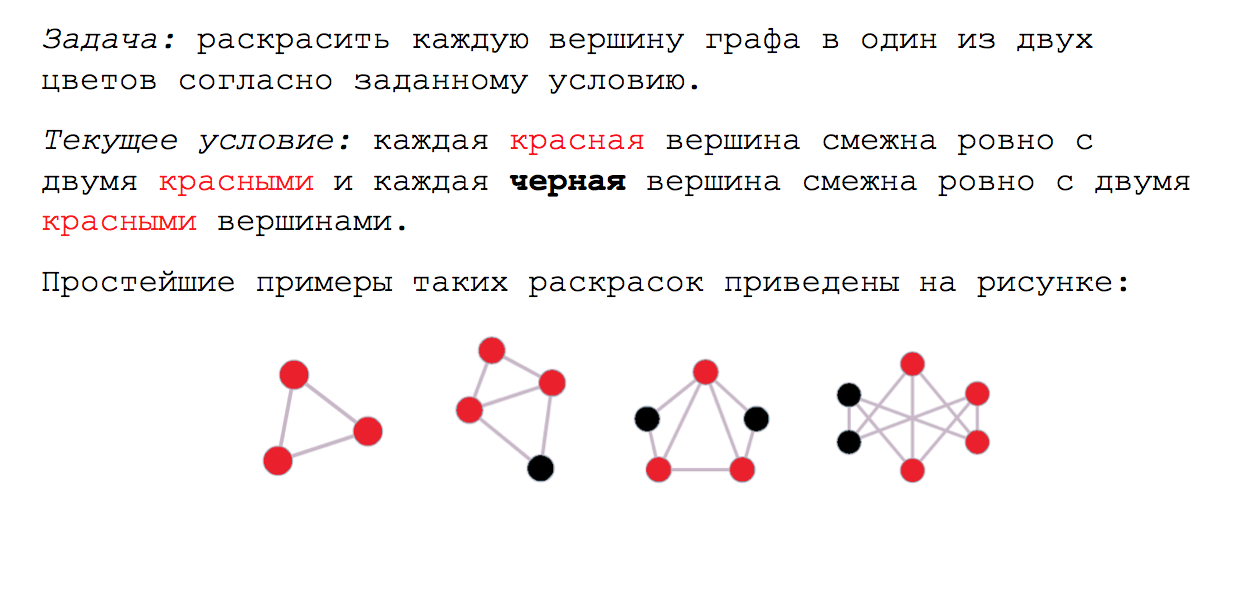 Задача: раскрасить каждую вершину графа в один из двух
цветов согласно заданному условию.
Текущее условие: каждая красная вершина смежна ровно с
двумя красными и каждая черная вершина смежна ровно с двумя
красными вершинами.
Простейшие примеры таких раскрасок приведены на рисунке: